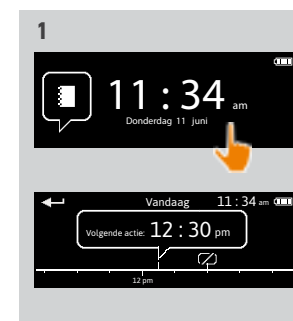 1
11 : 34 am
Donderdag 11 juni
Vandaag 11 : 34 am
Volgende actie: 12 : 30 pm
12 pm